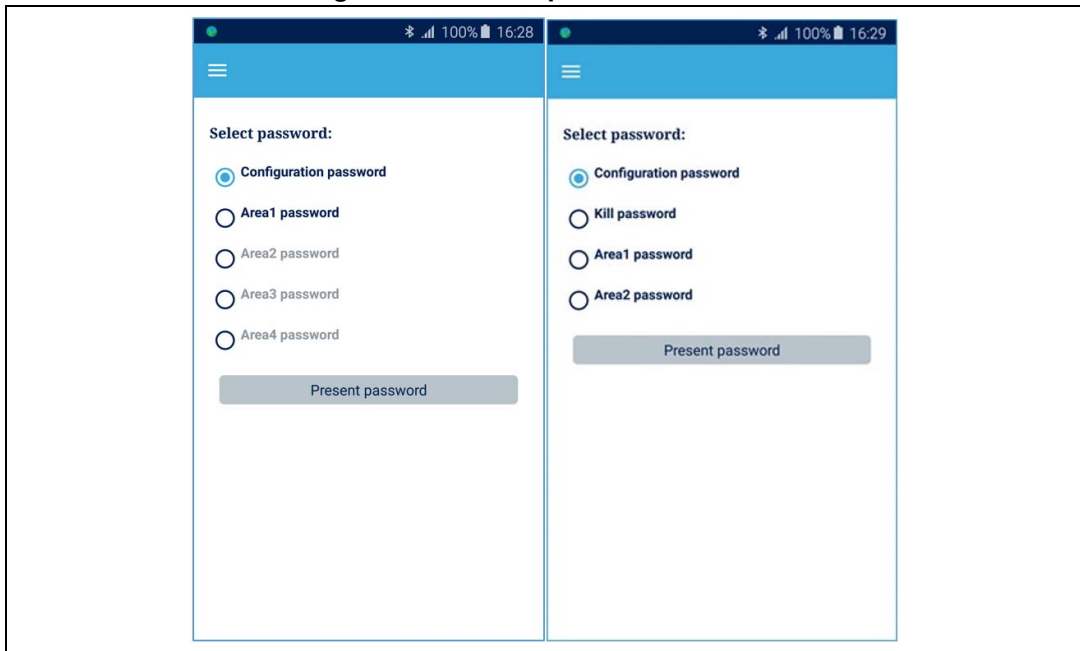 100% 16:28
Select password:
Configuration password
Area1 password
Area2 password
Area3 password
Area4 password
Present password
100% 16:29
Select password:
Configuration password
Kill password
Area1 password
Area2 password
Present password